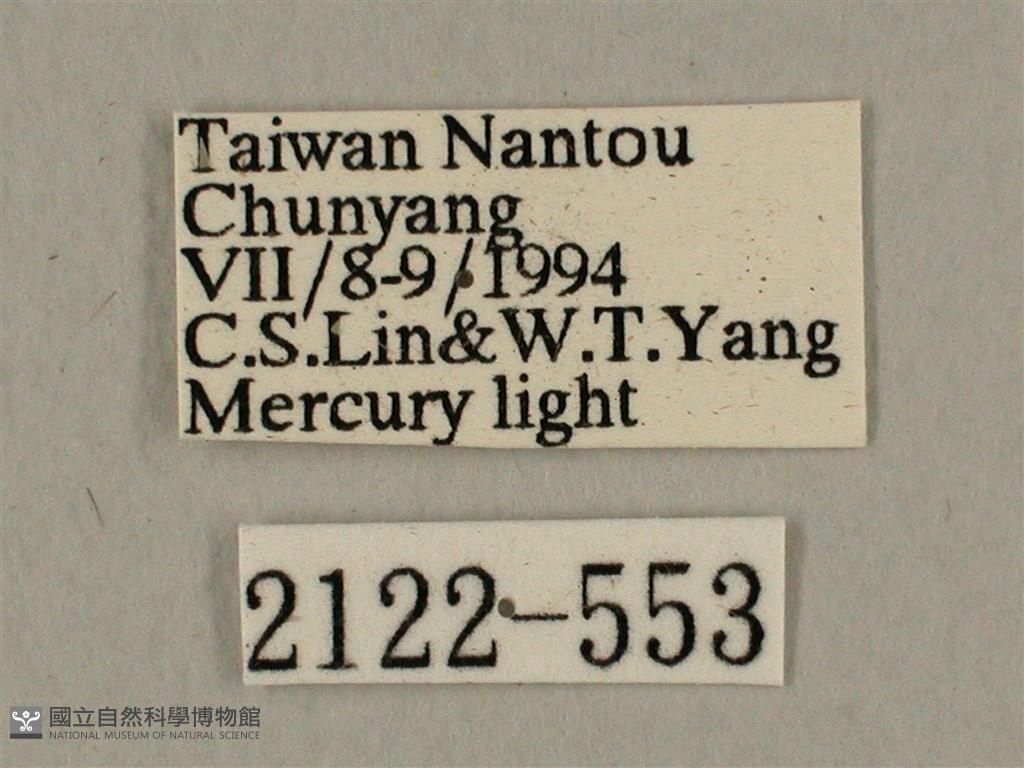 Taiwan Nantou
Chunyang
VII/8-9/1994
C.S.Lin&W.T.Yang
Mercury light
2122-553
國立自然科學博物館
NATIONAL MUSEUM OF NATURAL SCIENCE